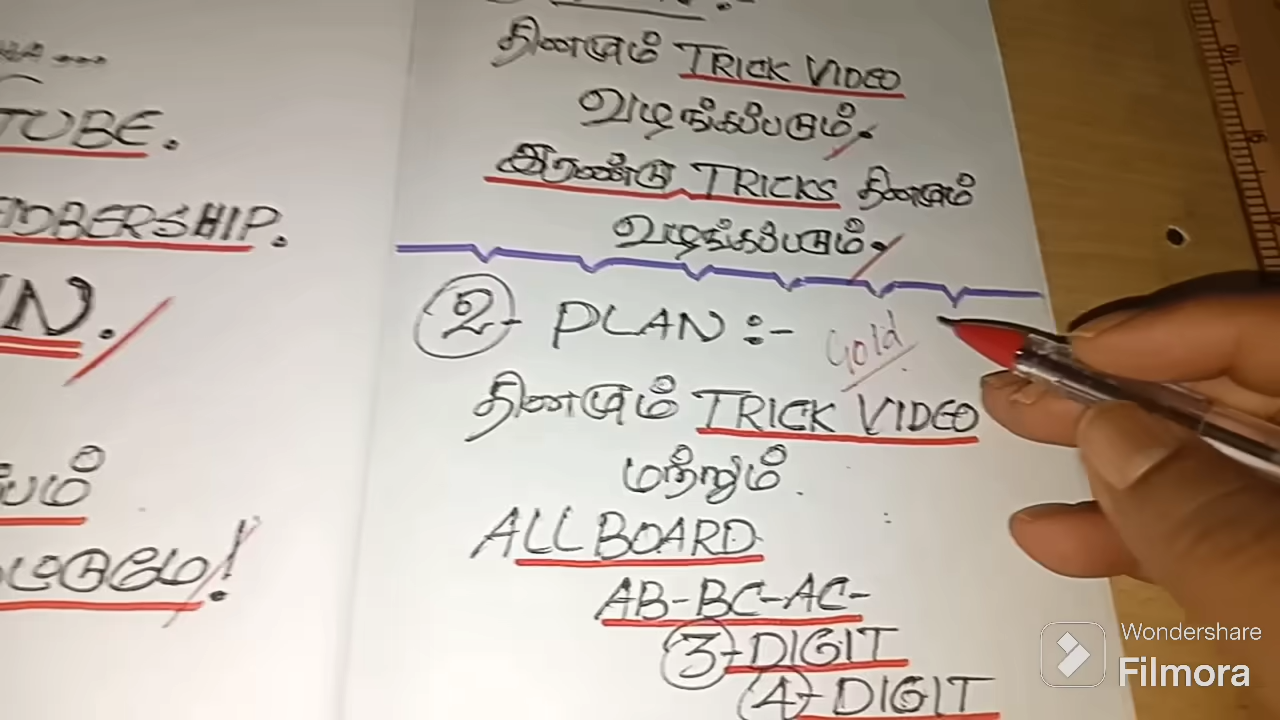 TUBE.
MBERSHIP.
N.
தினமும் TRICK VIDEO
வழங்கப்படும்.
இரண்டு TRICKS தினமும்
வழங்கப்படும்.
2- PLAN :- Gold.
தினமும் TRICK VIDEO
மற்றும்.
ALL BOARD
AB-BC-AC-
3-DIGIT
4-DIGIT
Wondershare
Filmora